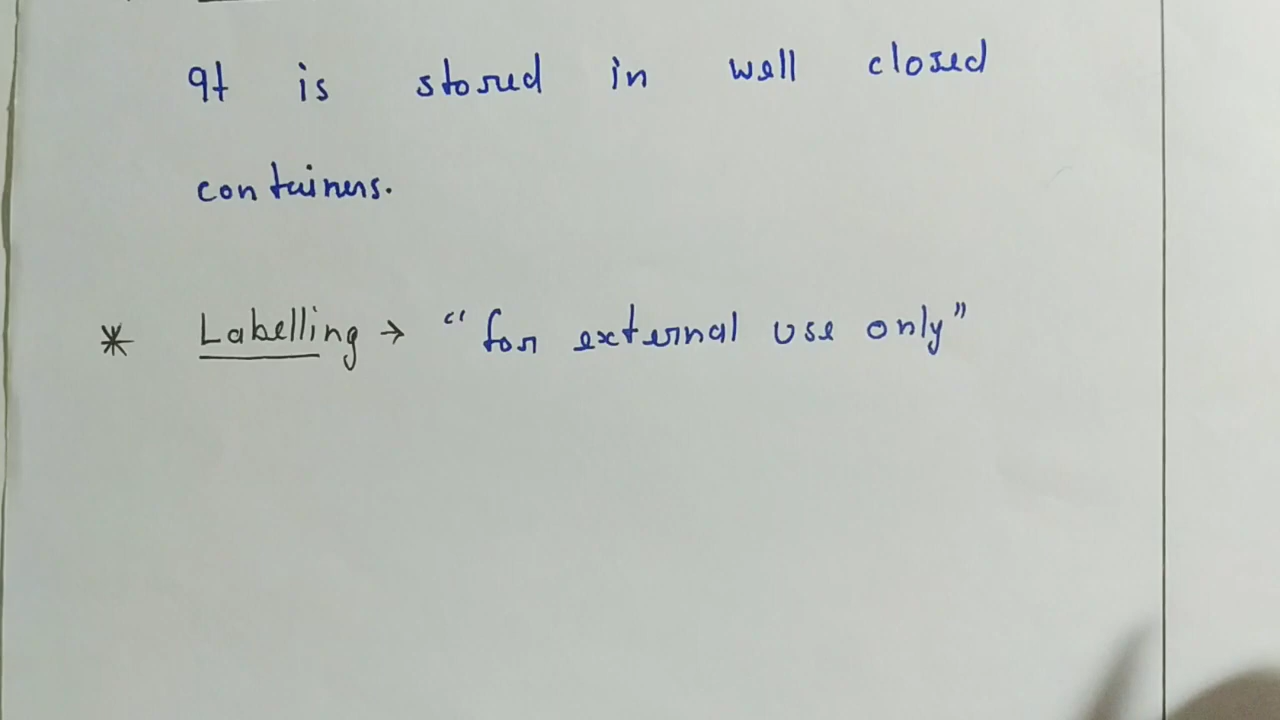 It is stored in well closed
containers.
* Labelling → "for external use only"